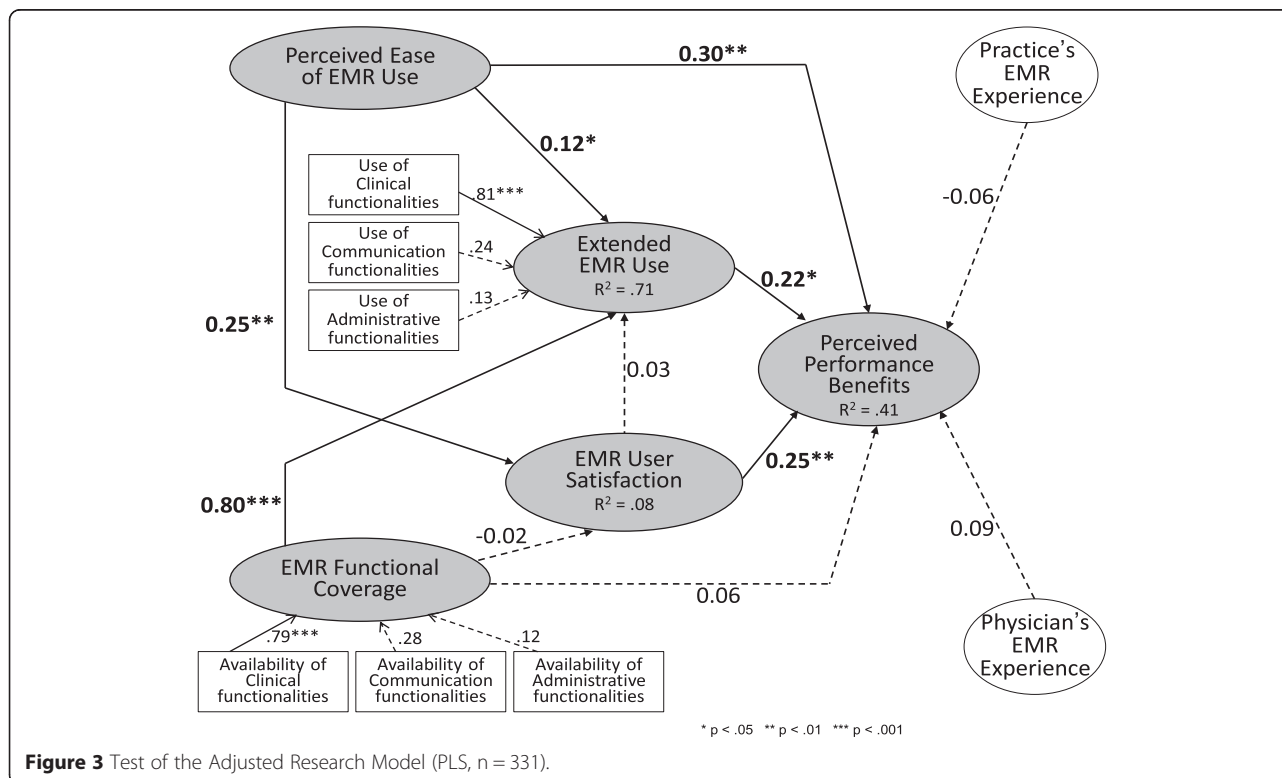 Perceived Ease
of EMR Use
0.30**
Practice's
EMR
Experience
0.12*
Use of
Clinical
functionalities
.81***
-0.06
Use of
Communication
functionalities
.24
Extended
EMR Use
R² = .71
0.22*
Use of
Administrative
functionalities
.13
0.25**
Perceived
Performance
Benefits
R² = .41
0.03
EMR User
Satisfaction
R² = .08
0.25**
0.80***
-0.02
0.09
EMR Functional
Coverage
0.06
Physician's
EMR
Experience
.79***
.28
.12
Availability of
Clinical
functionalities
Availability of
Communication
functionalities
Availability of
Administrative
functionalities
* p < .05 ** p < .01 *** p < .001
Figure 3 Test of the Adjusted Research Model (PLS, n = 331).